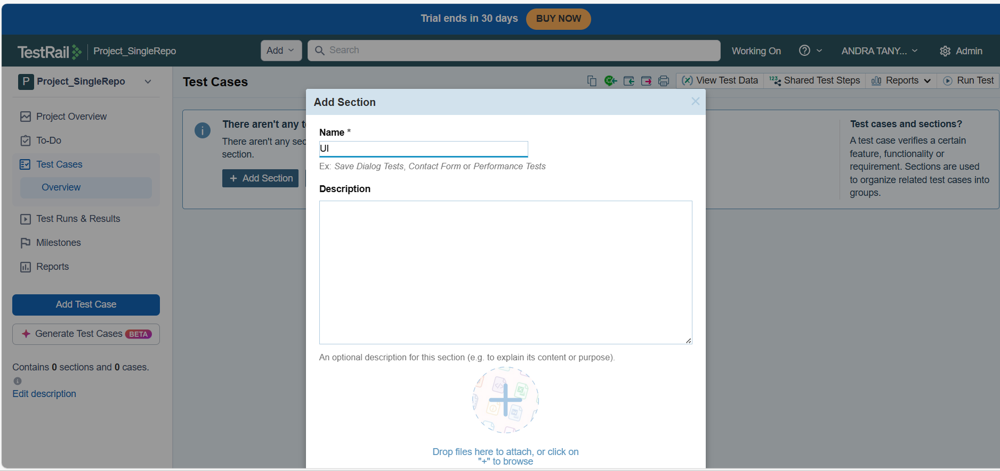 Trial ends in 30 days BUY NOW
TestRail Project_SingleRepo Add Search Working On ANDRA TANY... Admin
P Project_SingleRepo
Test Cases
View Test Data Shared Test Steps Reports Run Test
Project Overview
To-Do
Test Cases
Overview
Test Runs & Results
Milestones
Reports
Add Test Case
Generate Test Cases BETA
Contains 0 sections and 0 cases.
Edit description
There aren't any t
There aren't any sec
section.
+ Add Section
Add Section
Name *
UI
Ex: Save Dialog Tests, Contact Form or Performance Tests
Description
An optional description for this section (e.g. to explain its content or purpose).
Drop files here to attach, or click on
"+" to browse
Test cases and sections?
A test case verifies a certain
feature, functionality or
requirement. Sections are used
to organize related test cases into
groups.